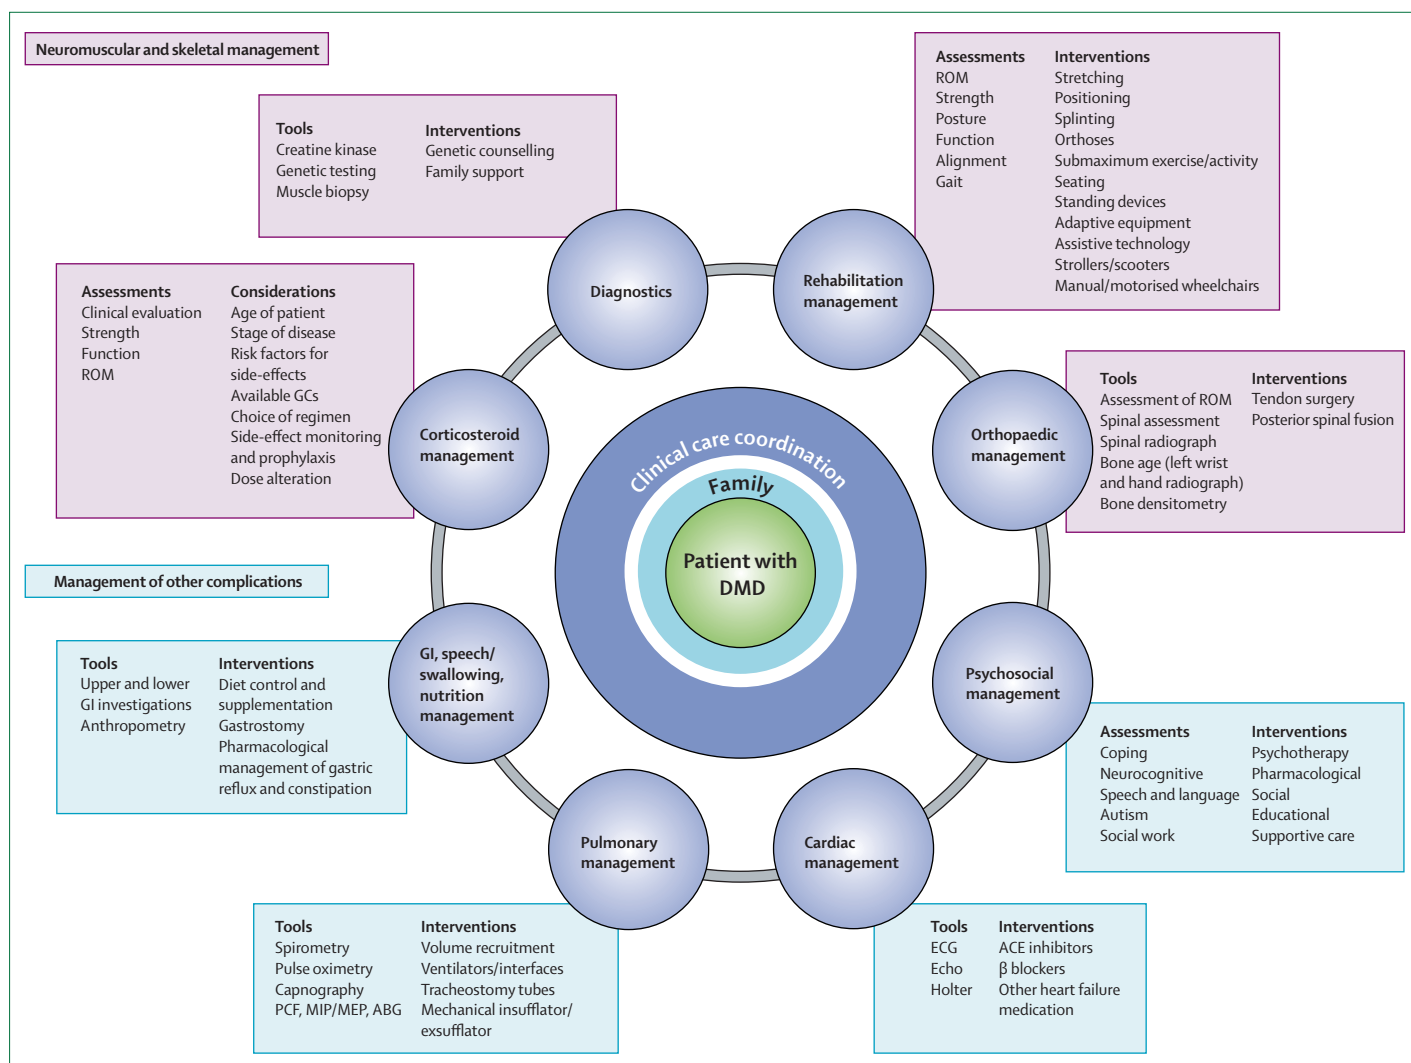 Neuromuscular and skeletal management
Tools
Creatine kinase
Genetic testing
Muscle biopsy
Interventions
Genetic counselling
Family support
Diagnostics
Assessments
ROM
Strength
Posture
Function
Alignment
Gait
Interventions
Stretching
Positioning
Splinting
Orthoses
Submaximum exercise/activity
Seating
Standing devices
Adaptive equipment
Assistive technology
Strollers/scooters
Manual/motorised wheelchairs
Rehabilitation
management
Assessments
Clinical evaluation
Strength
Function
ROM
Considerations
Age of patient
Stage of disease
Risk factors for
side-effects
Available GCs
Choice of regimen
Side-effect monitoring
and prophylaxis
Dose alteration
Corticosteroid
management
Tools
Assessment of ROM
Spinal assessment
Spinal radiograph
Bone age (left wrist
and hand radiograph)
Bone densitometry
Interventions
Tendon surgery
Posterior spinal fusion
Orthopaedic
management
Clinical care coordination
Family
Patient with
DMD
Management of other complications
Tools
Upper and lower
GI investigations
Anthropometry
Interventions
Diet control and
supplementation
Gastrostomy
Pharmacological
management of gastric
reflux and constipation
GI, speech/
swallowing,
nutrition
management
Psychosocial
management
Assessments
Coping
Neurocognitive
Speech and language
Autism
Social work
Interventions
Psychotherapy
Pharmacological
Social
Educational
Supportive care
Pulmonary
management
Tools
Spirometry
Pulse oximetry
Capnography
PCF, MIP/MEP, ABG
Interventions
Volume recruitment
Ventilators/interfaces
Tracheostomy tubes
Mechanical insufflator/
exsufflator
Cardiac
management
Tools
ECG
Echo
Holter
Interventions
ACE inhibitors
β blockers
Other heart failure
medication